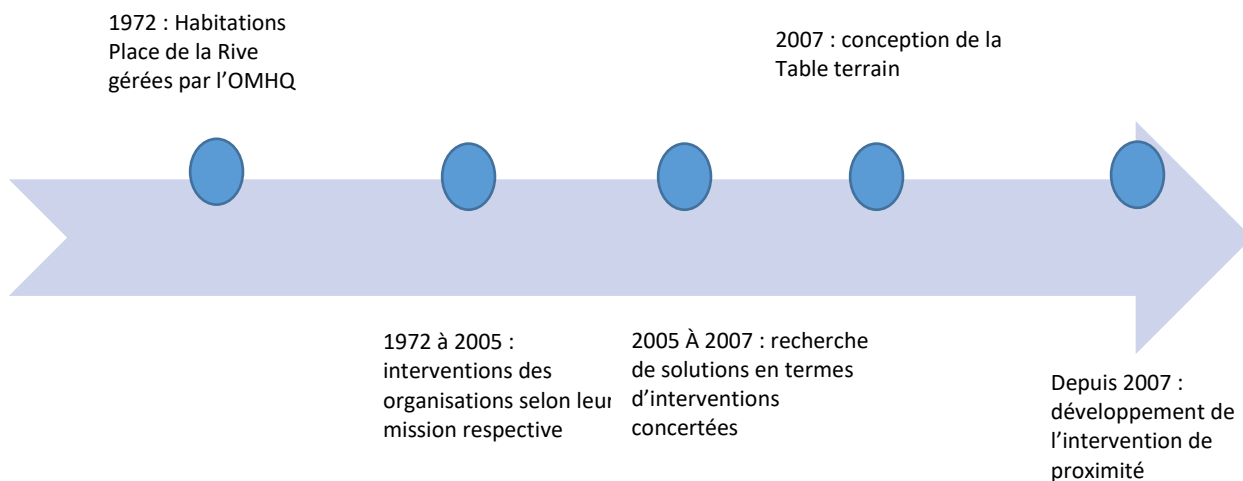 1972 : Habitations
Place de la Rive
gérées par l’OMHQ
1972 à 2005 :
interventions des
organisations selon leur
mission respective
2005 À 2007 : recherche
de solutions en termes
d’interventions
concertées
2007 : conception de la
Table terrain
Depuis 2007 :
développement de
l’intervention de
proximité